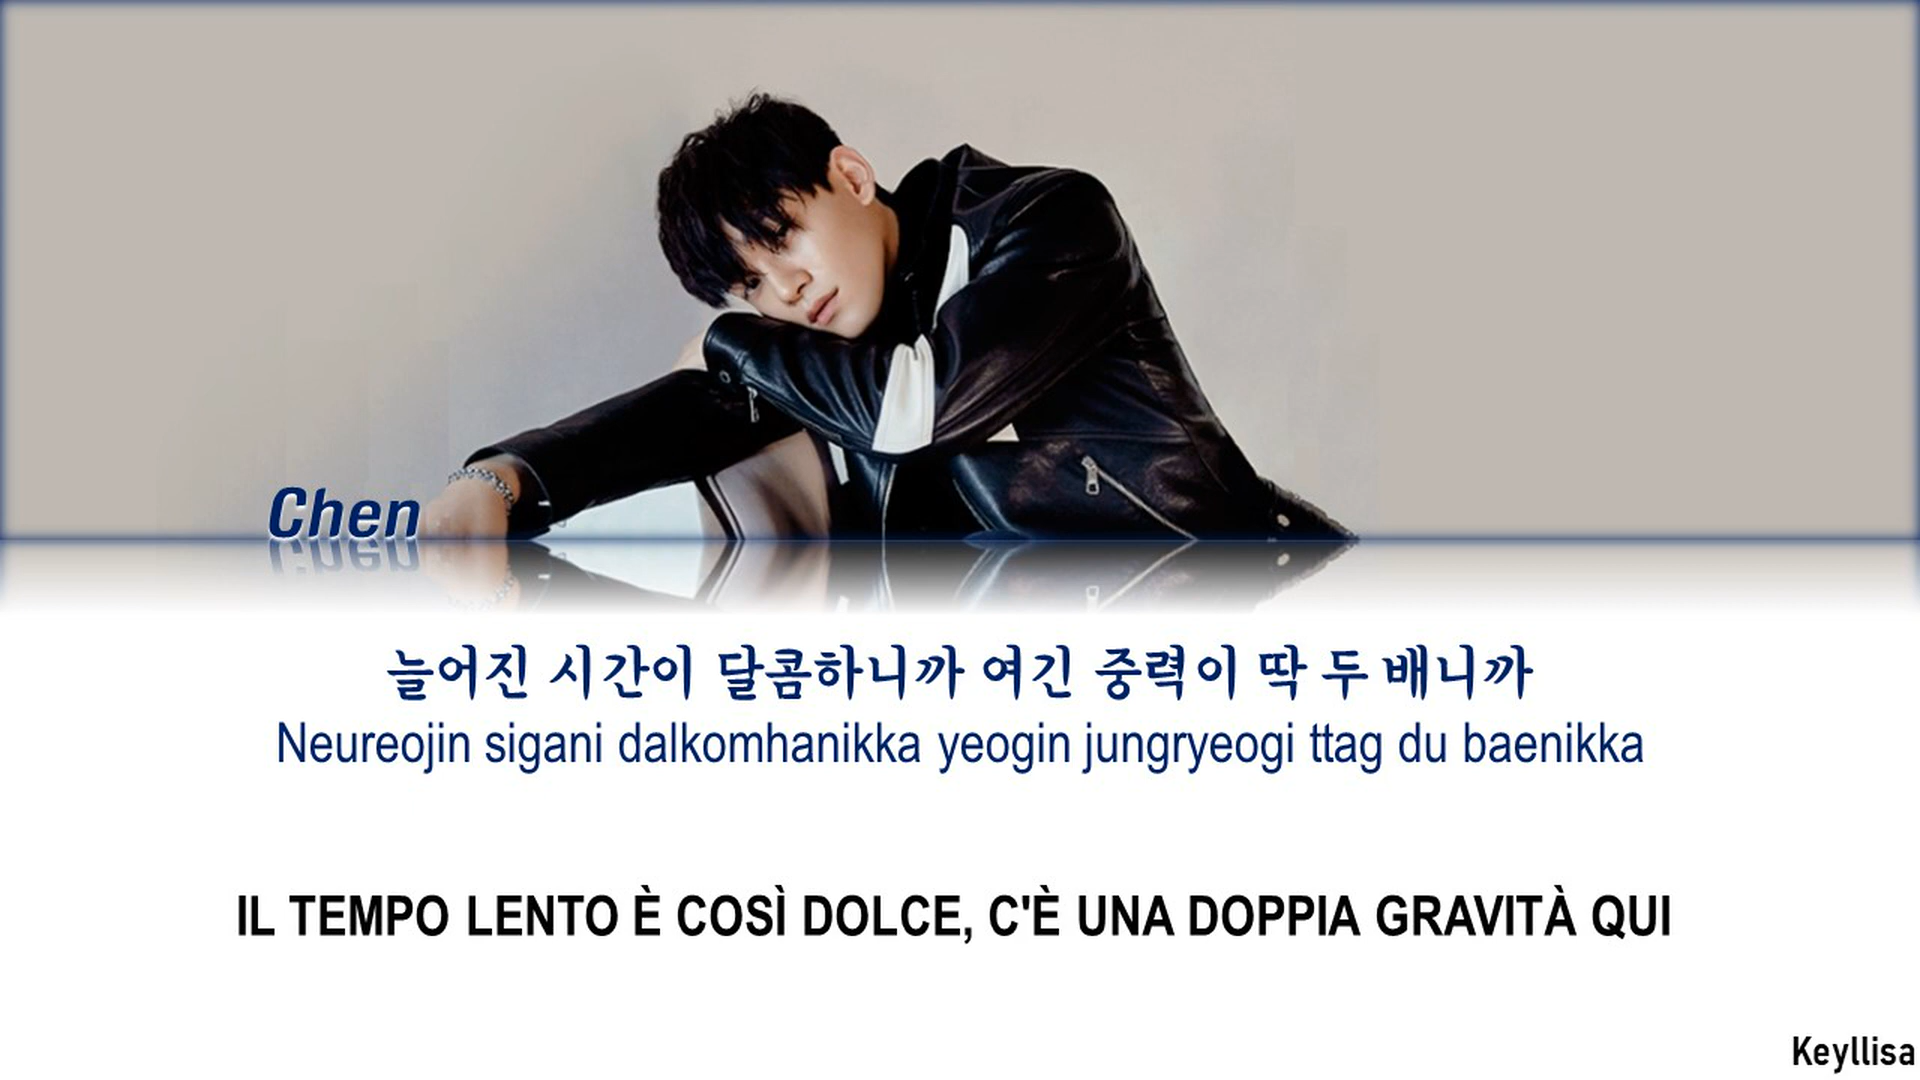 Chen
늘어진 시간이 달콤하니까 여긴 중력이 딱 두 배니까
Neureojin sigani dalkomhanikka yeogin jungryeogi ttag du baenikka
IL TEMPO LENTO È COSÌ DOLCE, C'È UNA DOPPIA GRAVITÀ QUI
Keyllisa